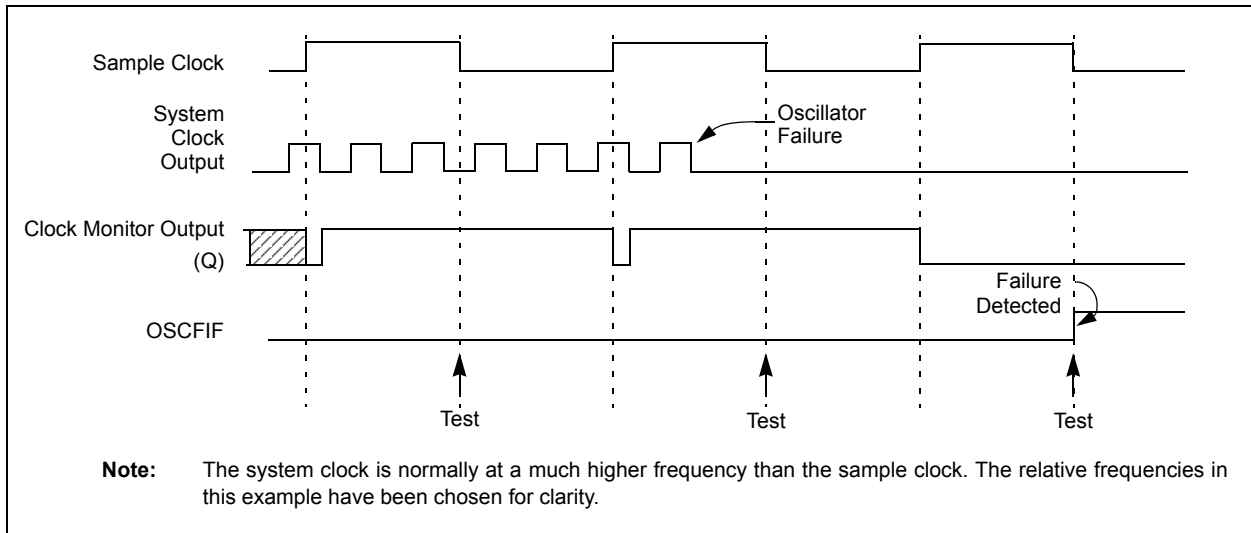 Sample Clock
System
Clock
Output
Oscillator
Failure
Clock Monitor Output
(Q)
Failure
Detected
OSCFIF
Test
Test
Test
Note: The system clock is normally at a much higher frequency than the sample clock. The relative frequencies in
this example have been chosen for clarity.